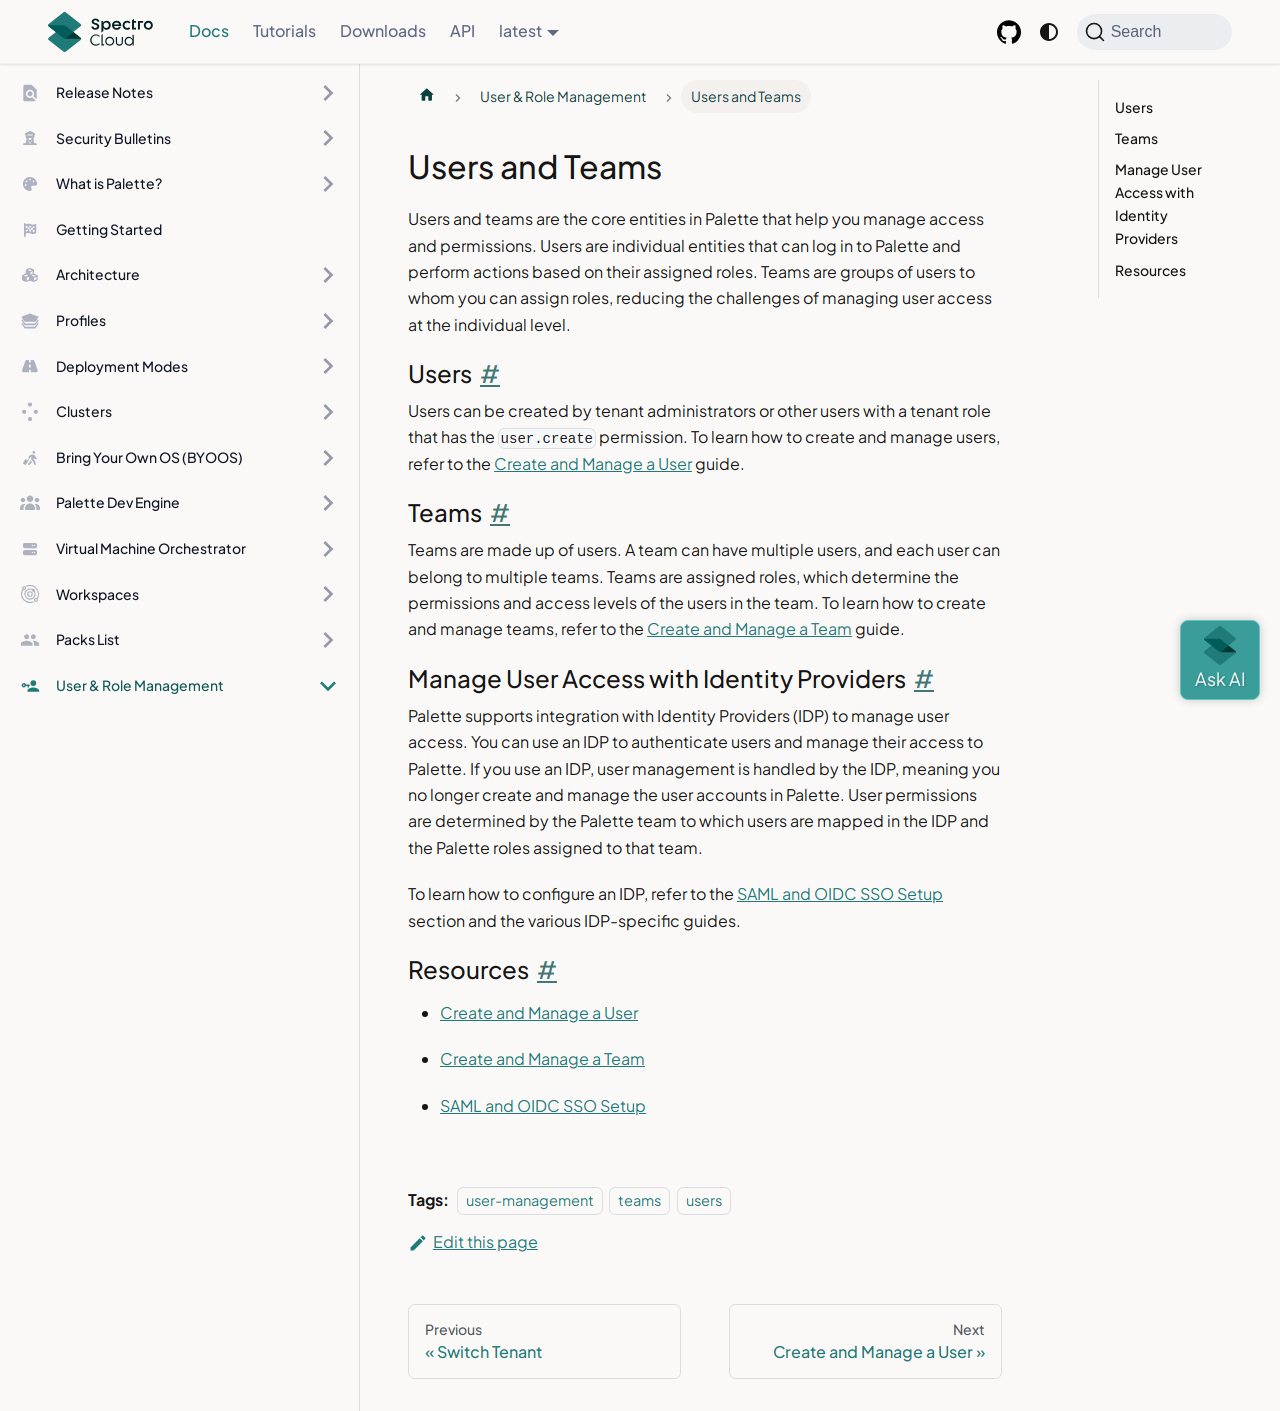 Spectro
Cloud
Docs
Tutorials
Downloads
API
latest
Search
Release Notes
Security Bulletins
What is Palette?
Getting Started
Architecture
Profiles
Deployment Modes
Clusters
Bring Your Own OS (BYOOS)
Palette Dev Engine
Virtual Machine Orchestrator
Workspaces
Packs List
User & Role Management
User & Role Management
Users and Teams
Users and Teams
Users and teams are the core entities in Palette that help you manage access
and permissions. Users are individual entities that can log in to Palette and
perform actions based on their assigned roles. Teams are groups of users to
whom you can assign roles, reducing the challenges of managing user access
at the individual level.
Users #
Users can be created by tenant administrators or other users with a tenant role
that has the user.create permission. To learn how to create and manage users,
refer to the Create and Manage a User guide.
Teams #
Teams are made up of users. A team can have multiple users, and each user can
belong to multiple teams. Teams are assigned roles, which determine the
permissions and access levels of the users in the team. To learn how to create
and manage teams, refer to the Create and Manage a Team guide.
Manage User Access with Identity Providers #
Palette supports integration with Identity Providers (IDP) to manage user
access. You can use an IDP to authenticate users and manage their access to
Palette. If you use an IDP, user management is handled by the IDP, meaning you
no longer create and manage the user accounts in Palette. User permissions
are determined by the Palette team to which users are mapped in the IDP and
the Palette roles assigned to that team.
To learn how to configure an IDP, refer to the SAML and OIDC SSO Setup
section and the various IDP-specific guides.
Resources #
Create and Manage a User
Create and Manage a Team
SAML and OIDC SSO Setup
Tags: user-management teams users
Edit this page
Previous
« Switch Tenant
Next
Create and Manage a User »
Users
Teams
Manage User
Access with
Identity
Providers
Resources
Ask AI